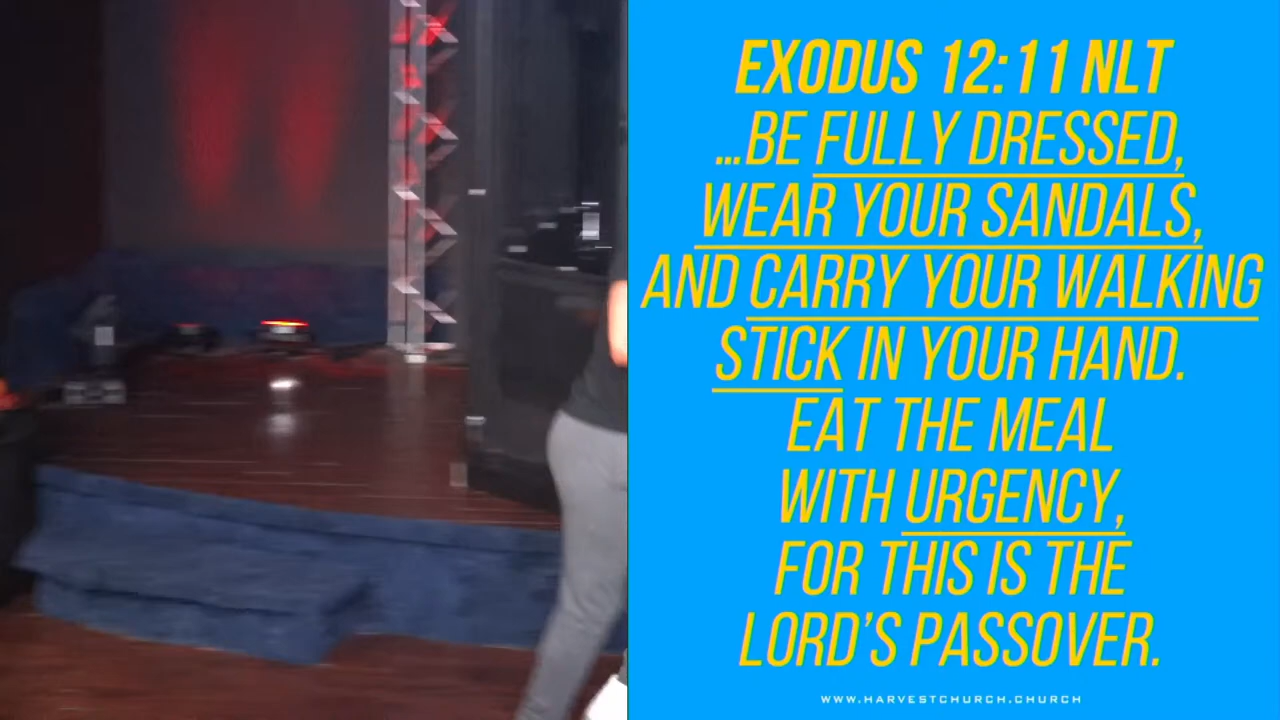 EXODUS 12:11 NLT
...BE FULLY DRESSED,
WEAR YOUR SANDALS,
AND CARRY YOUR WALKING
STICK IN YOUR HAND.
EAT THE MEAL
WITH URGENCY,
FOR THIS IS THE
LORD'S PASSOVER.
WWW.HARVESTCHURCH.CHURCH